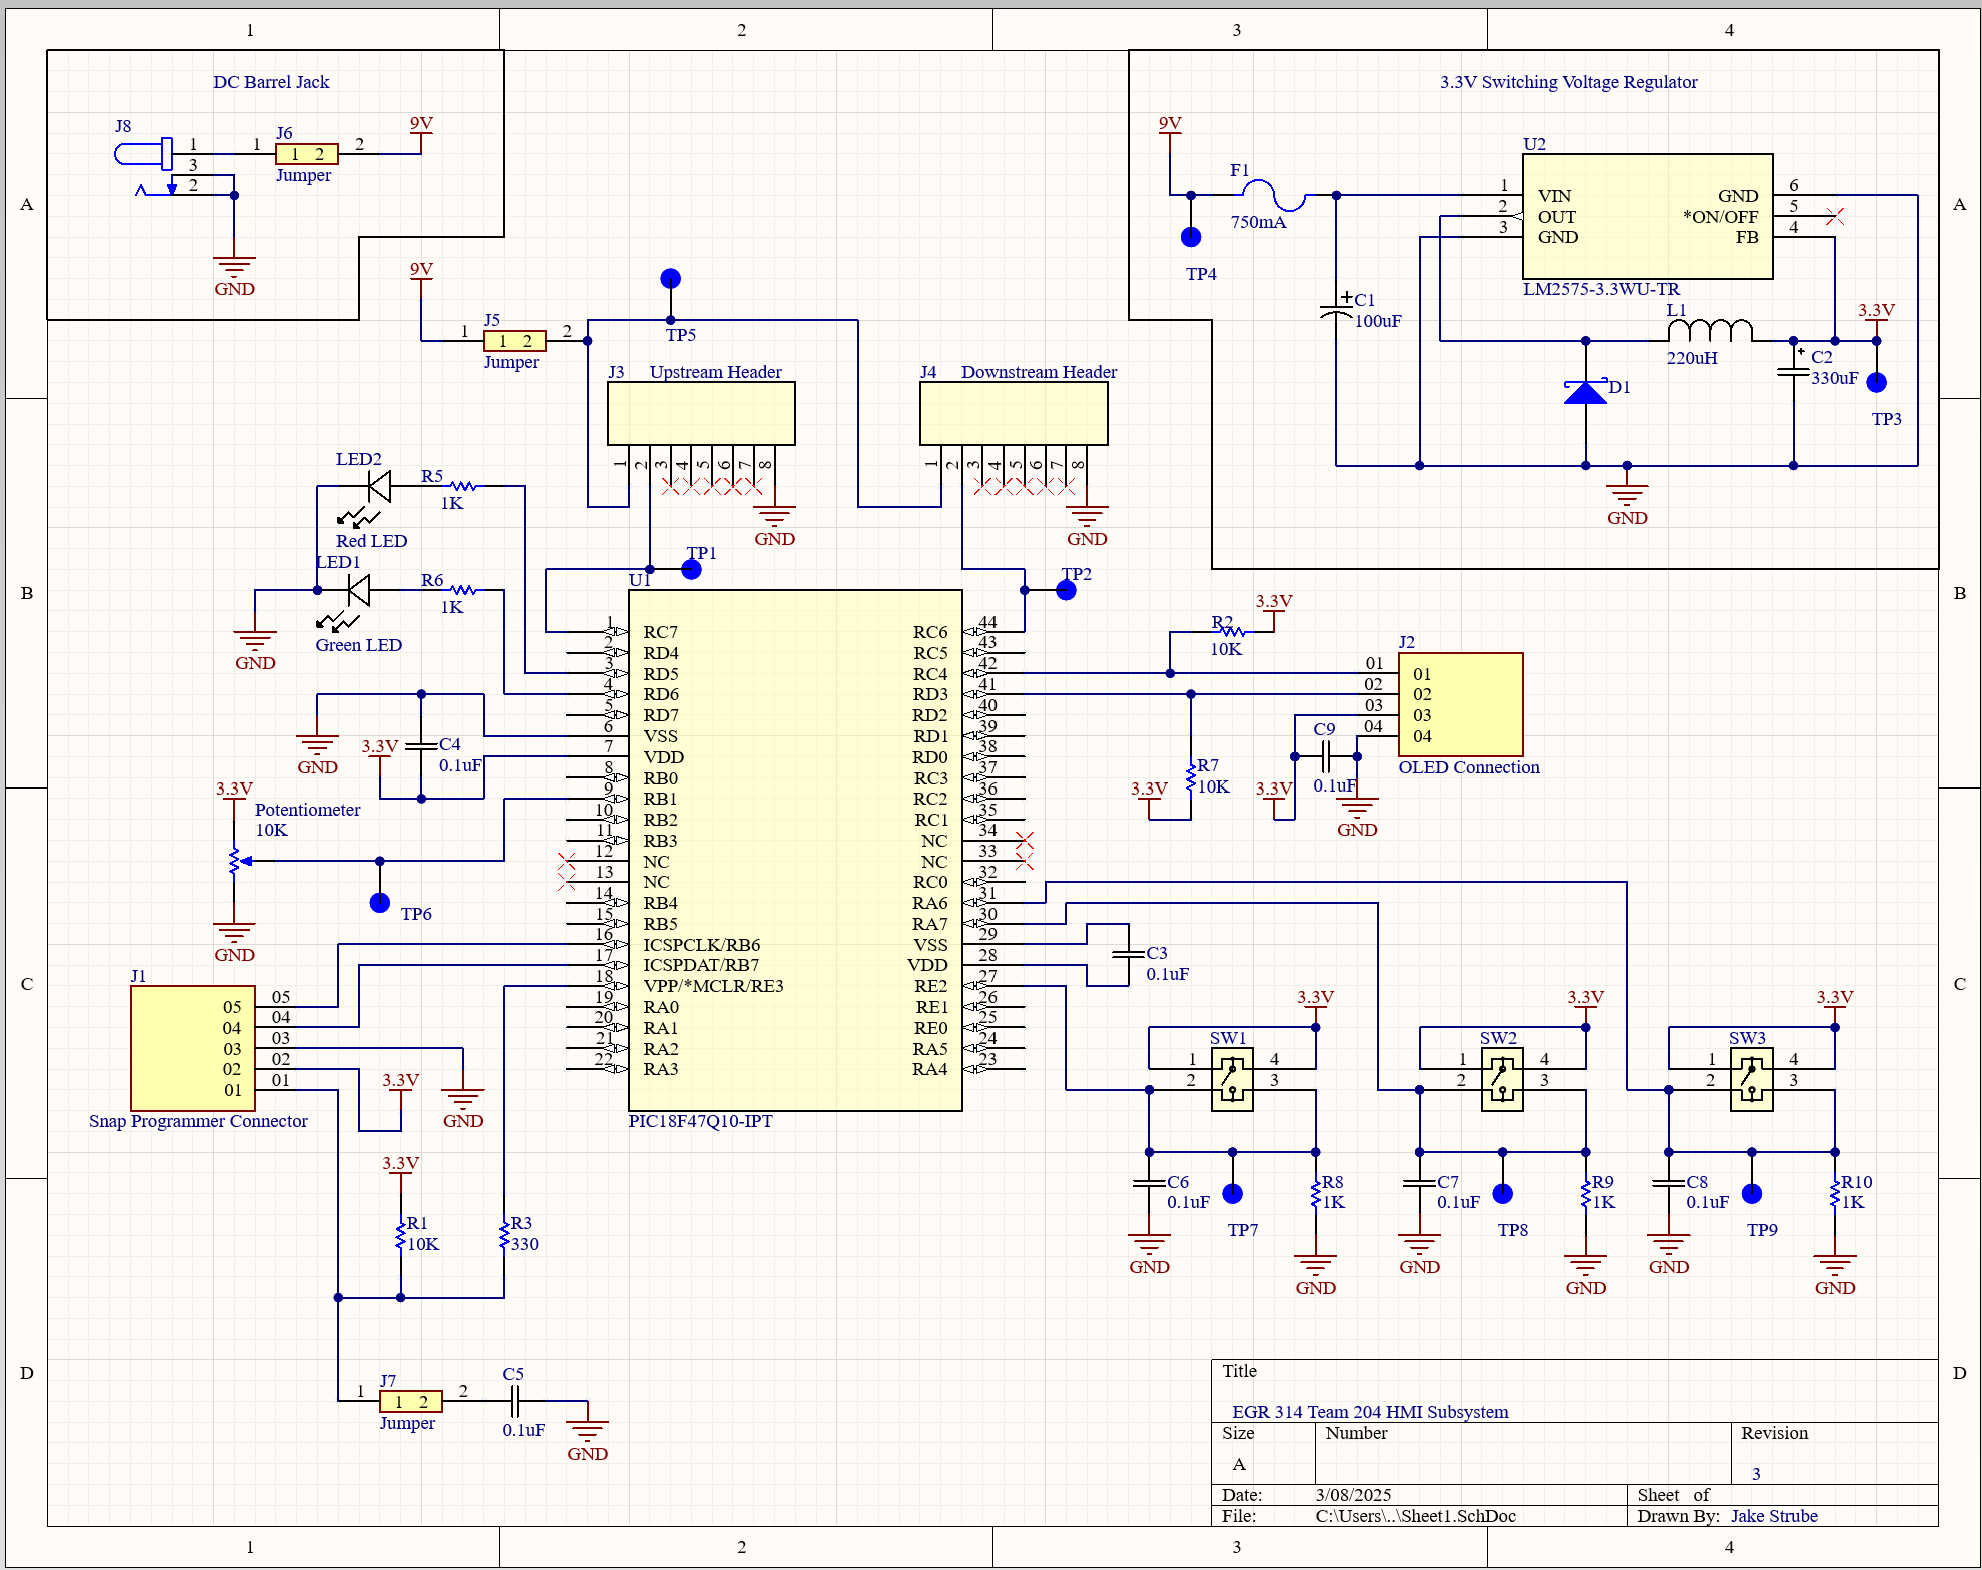 1 2 3 4
DC Barrel Jack
J8
1
3
2
1
J6
1 2
Jumper
2
9V
GND
A
3.3V Switching Voltage Regulator
9V
F1
750mA
TP4
C1
100uF
U2
1 VIN
2 OUT
3 GND
GND 6
*ON/OFF 5
FB 4
LM2575-3.3WU-TR
L1
220uH
3.3V
C2
330uF
D1
TP3
GND
A
9V
1
J5
1 2
Jumper
2
TP5
J3 Upstream Header
1 2 3 4 5 6 7 8
GND
J4 Downstream Header
1 2 3 4 5 6 7 8
GND
TP1
TP2
B
LED2
R5
1K
Red LED
LED1
R6
1K
Green LED
GND
GND
3.3V
C4
0.1uF
3.3V
Potentiometer
10K
TP6
GND
U1
1 RC7 RC6 44
2 RD4 RC5 43
3 RD5 RC4 42
4 RD6 RD3 41
5 RD7 RD2 40
6 VSS RD1 39
7 VDD RD0 38
8 RB0 RC3 37
9 RB1 RC2 36
10 RB2 RC1 35
11 RB3 NC 34
12 NC NC 33
13 NC RC0 32
14 RB4 RA6 31
15 RB5 RA7 30
16 ICSPCLK/RB6 VSS 29
17 ICSPDAT/RB7 VDD 28
18 VPP/*MCLR/RE3 RE2 27
19 RA0 RE1 26
20 RA1 RE0 25
21 RA2 RA5 24
22 RA3 RA4 23
PIC18F47Q10-IPT
R2
10K
3.3V
J2
01 01
02 02
03 03
04 04
OLED Connection
C9
0.1uF
R7
10K
3.3V
3.3V
GND
B
C
J1
05 05
04 04
03 03
02 02
01 01
Snap Programmer Connector
3.3V
GND
3.3V
R1
10K
R3
330
C3
0.1uF
3.3V
SW1
1 4
2 3
C6
0.1uF
TP7
R8
1K
GND
GND
3.3V
SW2
1 4
2 3
C7
0.1uF
TP8
R9
1K
GND
GND
3.3V
SW3
1 4
2 3
C8
0.1uF
TP9
R10
1K
GND
GND
C
D
1
J7
1 2
Jumper
2
C5
0.1uF
GND
Title
EGR 314 Team 204 HMI Subsystem
Size Number Revision
A 3
Date: 3/08/2025 Sheet of
File: C:\Users\..\Sheet1.SchDoc Drawn By: Jake Strube
D
1 2 3 4